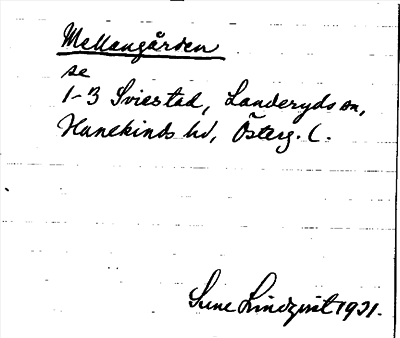 Mellangården
se
1-3 Sviestad, Landeryds sn,
Hanekinds hd, Österg. l.
Sune Lindqvist 1931.